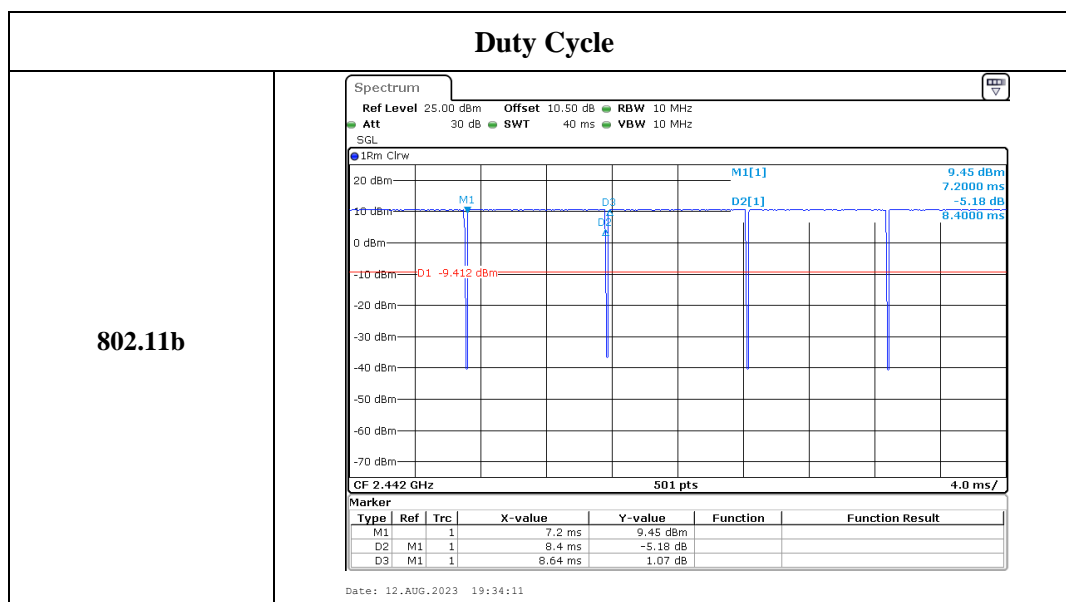 Duty Cycle
802.11b
Spectrum
Ref Level 25.00 dBm Offset 10.50 dB RBW 10 MHz
Att 30 dB SWT 40 ms VBW 10 MHz
SGL
1Rm Clrw
M1[1] 9.45 dBm
7.2000 ms
D2[1] -5.18 dB
8.4000 ms
20 dBm
10 dBm
0 dBm
-10 dBm
-20 dBm
-30 dBm
-40 dBm
-50 dBm
-60 dBm
-70 dBm
M1
D3
D2
D1 -9.412 dBm
CF 2.442 GHz 501 pts 4.0 ms/
Marker
Type Ref Trc X-value Y-value Function Function Result
M1 1 7.2 ms 9.45 dBm
D2 M1 1 8.4 ms -5.18 dB
D3 M1 1 8.64 ms 1.07 dB
Date: 12.AUG.2023 19:34:11